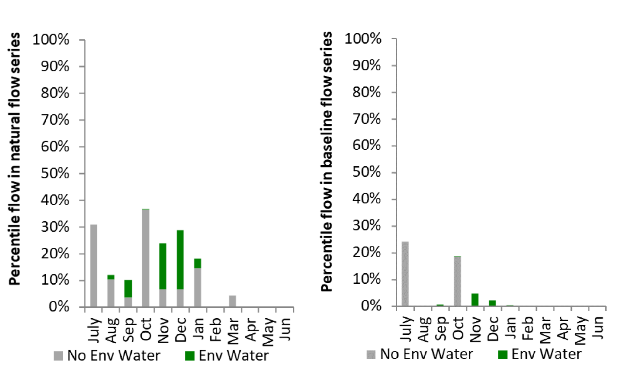 Percentile flow in natural flow series
100%
90%
80%
70%
60%
50%
40%
30%
20%
10%
0%
July
Aug
Sep
Oct
Nov
Dec
Jan
Feb
Mar
Apr
May
Jun
No Env Water
Env Water
Percentile flow in baseline flow series
100%
90%
80%
70%
60%
50%
40%
30%
20%
10%
0%
July
Aug
Sep
Oct
Nov
Dec
Jan
Feb
Mar
Apr
May
Jun
No Env Water
Env Water